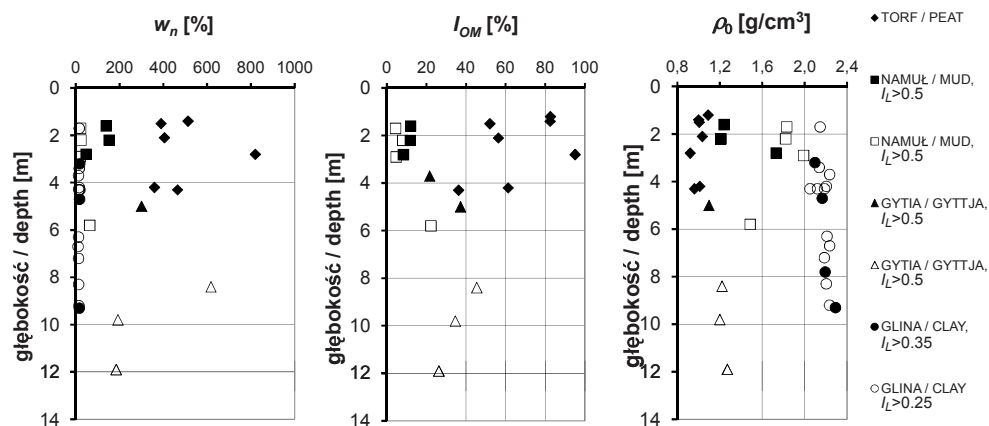 wn [%]
0 200 400 600 800 1000
0
2
4
6
8
10
12
14
głębokość / depth [m]
IOM [%]
0 20 40 60 80 100
0
2
4
6
8
10
12
14
głębokość / depth [m]
ρ0 [g/cm³]
0,8 1,2 1,6 2 2,4
0
2
4
6
8
10
12
14
głębokość / depth [m]
TORF / PEAT
NAMUŁ / MUD,
IL>0.5
NAMUŁ / MUD,
IL>0.5
GYTIA / GYTTJA,
IL>0.5
GYTIA / GYTTJA,
IL>0.5
GLINA / CLAY,
IL>0.35
GLINA / CLAY
IL>0.25